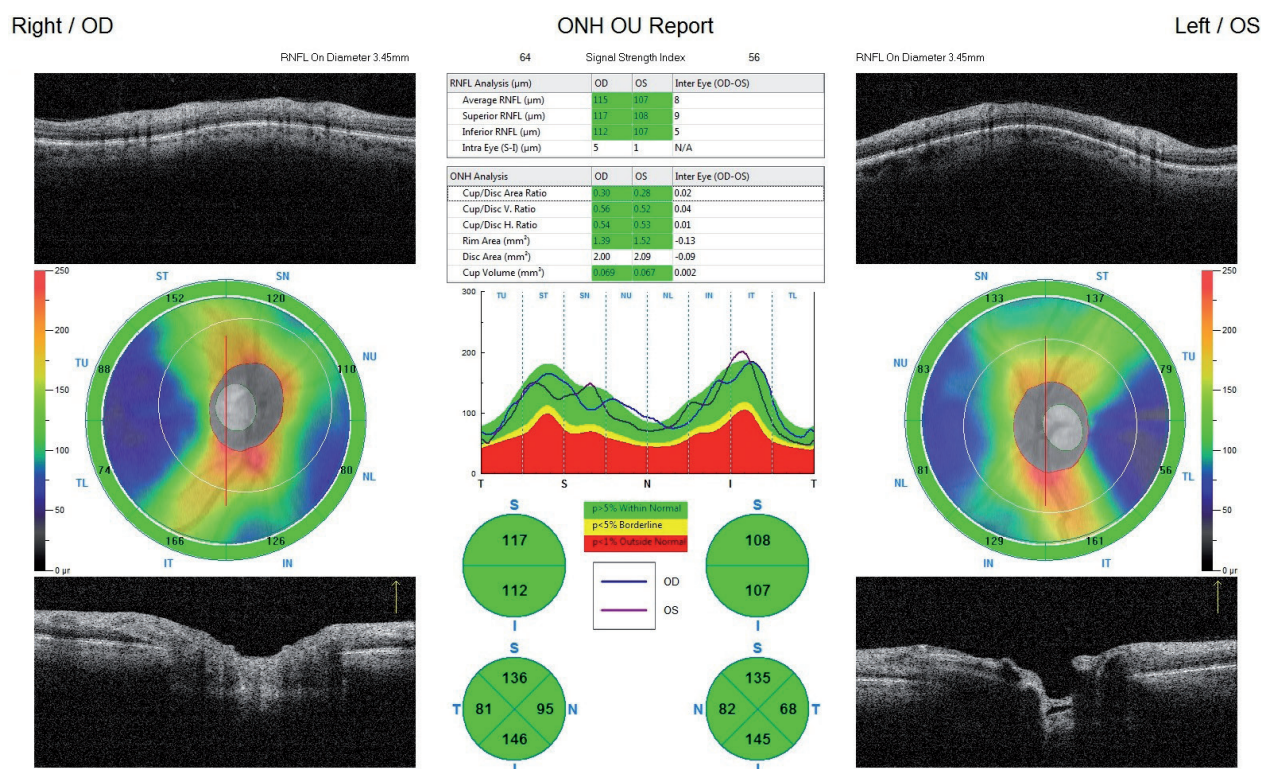 Right / OD
ONH OU Report
Left / OS
RNFL On Diameter 3.45mm
64 Signal Strength Index 56
RNFL On Diameter 3.45mm
RNFL Analysis (µm) OD OS Inter Eye (OD-OS)
Average RNFL (µm) 115 107 8
Superior RNFL (µm) 117 108 9
Inferior RNFL (µm) 112 107 5
Intra Eye (S-I) (µm) 5 1 N/A
ONH Analysis OD OS Inter Eye (OD-OS)
Cup/Disc Area Ratio 0.30 0.28 0.02
Cup/Disc V. Ratio 0.56 0.52 0.04
Cup/Disc H. Ratio 0.54 0.53 0.01
Rim Area (mm²) 1.39 1.52 -0.13
Disc Area (mm²) 2.00 2.09 -0.09
Cup Volume (mm³) 0.069 0.067 0.002
250
200
150
100
50
0 µm
ST SN
152 120
TU NU
88 110
74 80
TL NL
166 126
IT IN
300
200
100
0
TU ST SN NU NL IN IT TL
T S N I T
SN ST
133 137
NU TU
83 79
81 56
NL TL
129 161
IN IT
250
200
150
100
50
p>5% Within Normal
p<5% Borderline
p<1% Outside Normal
OD
OS
S
117
112
I
S
108
107
I
S
136
T 81 95 N
146
I
S
135
N 82 68 T
145
I